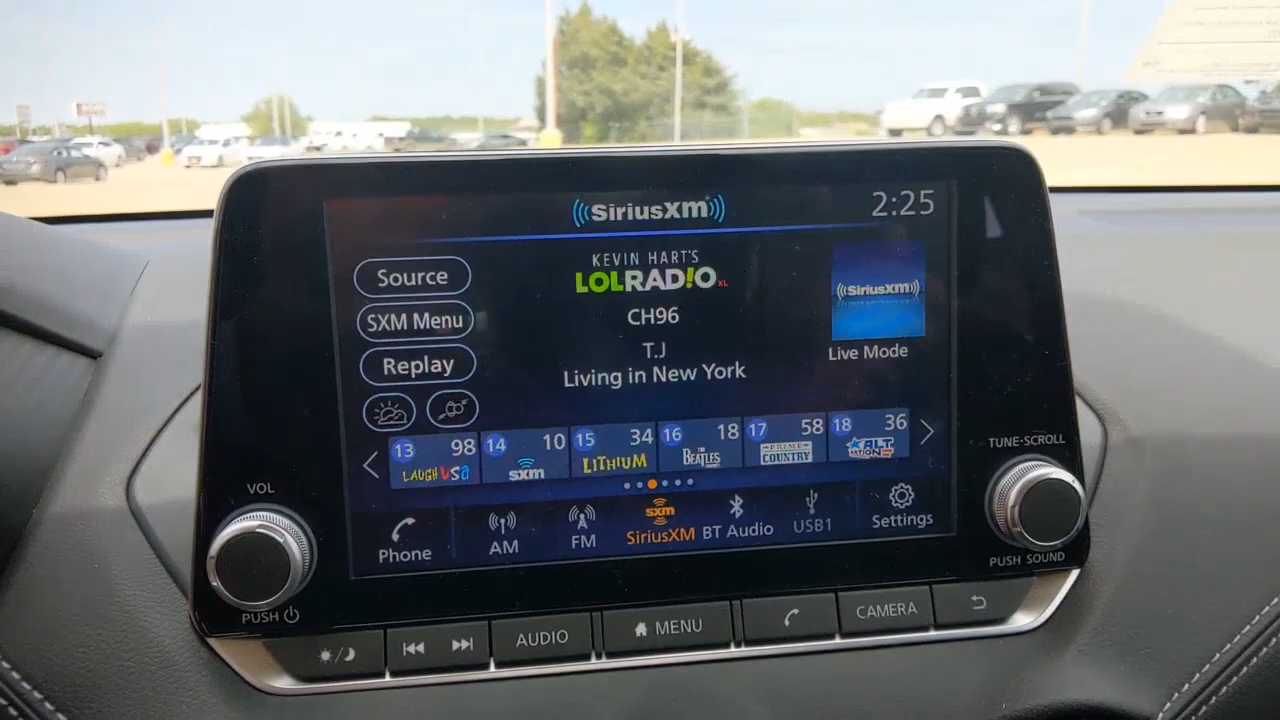 SiriusXM
2:25
Source
SXM Menu
Replay
KEVIN HART'S
LOL RAD!O XL
CH96
T.J
Living in New York
SiriusXM
Live Mode
13 98 LAUGH USA
14 10 sxm
15 34 LITHIUM
16 18 THE BEATLES
17 58 PRIME COUNTRY
18 36 ALT NATION
Phone
AM
FM
sxm
SiriusXM
BT Audio
USB1
Settings
VOL
PUSH
TUNE·SCROLL
PUSH SOUND
AUDIO
MENU
CAMERA